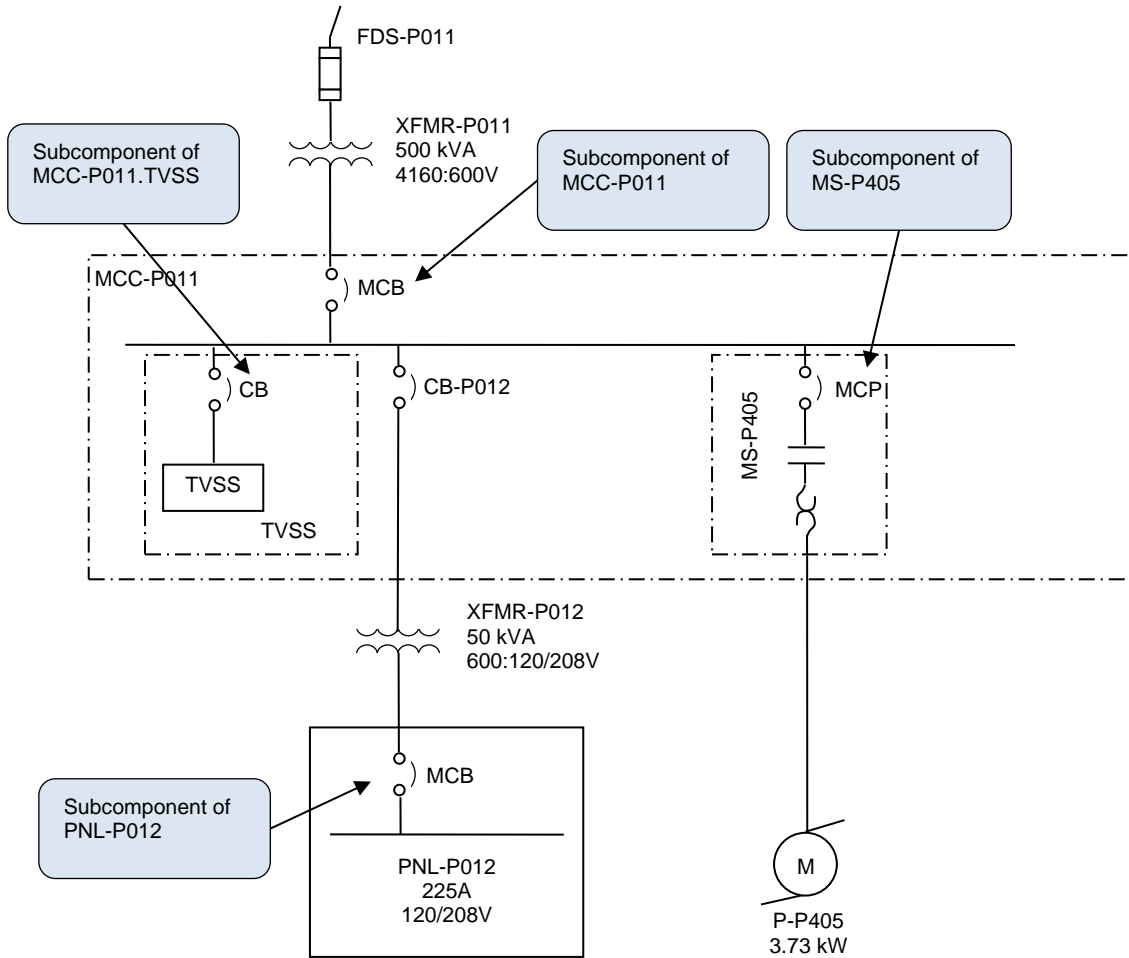 FDS-P011
XFMR-P011
500 kVA
4160:600V
Subcomponent of
MCC-P011.TVSS
Subcomponent of
MCC-P011
Subcomponent of
MS-P405
MCC-P011
MCB
CB
CB-P012
MCP
MS-P405
TVSS
TVSS
XFMR-P012
50 kVA
600:120/208V
MCB
Subcomponent of
PNL-P012
PNL-P012
225A
120/208V
M
P-P405
3.73 kW